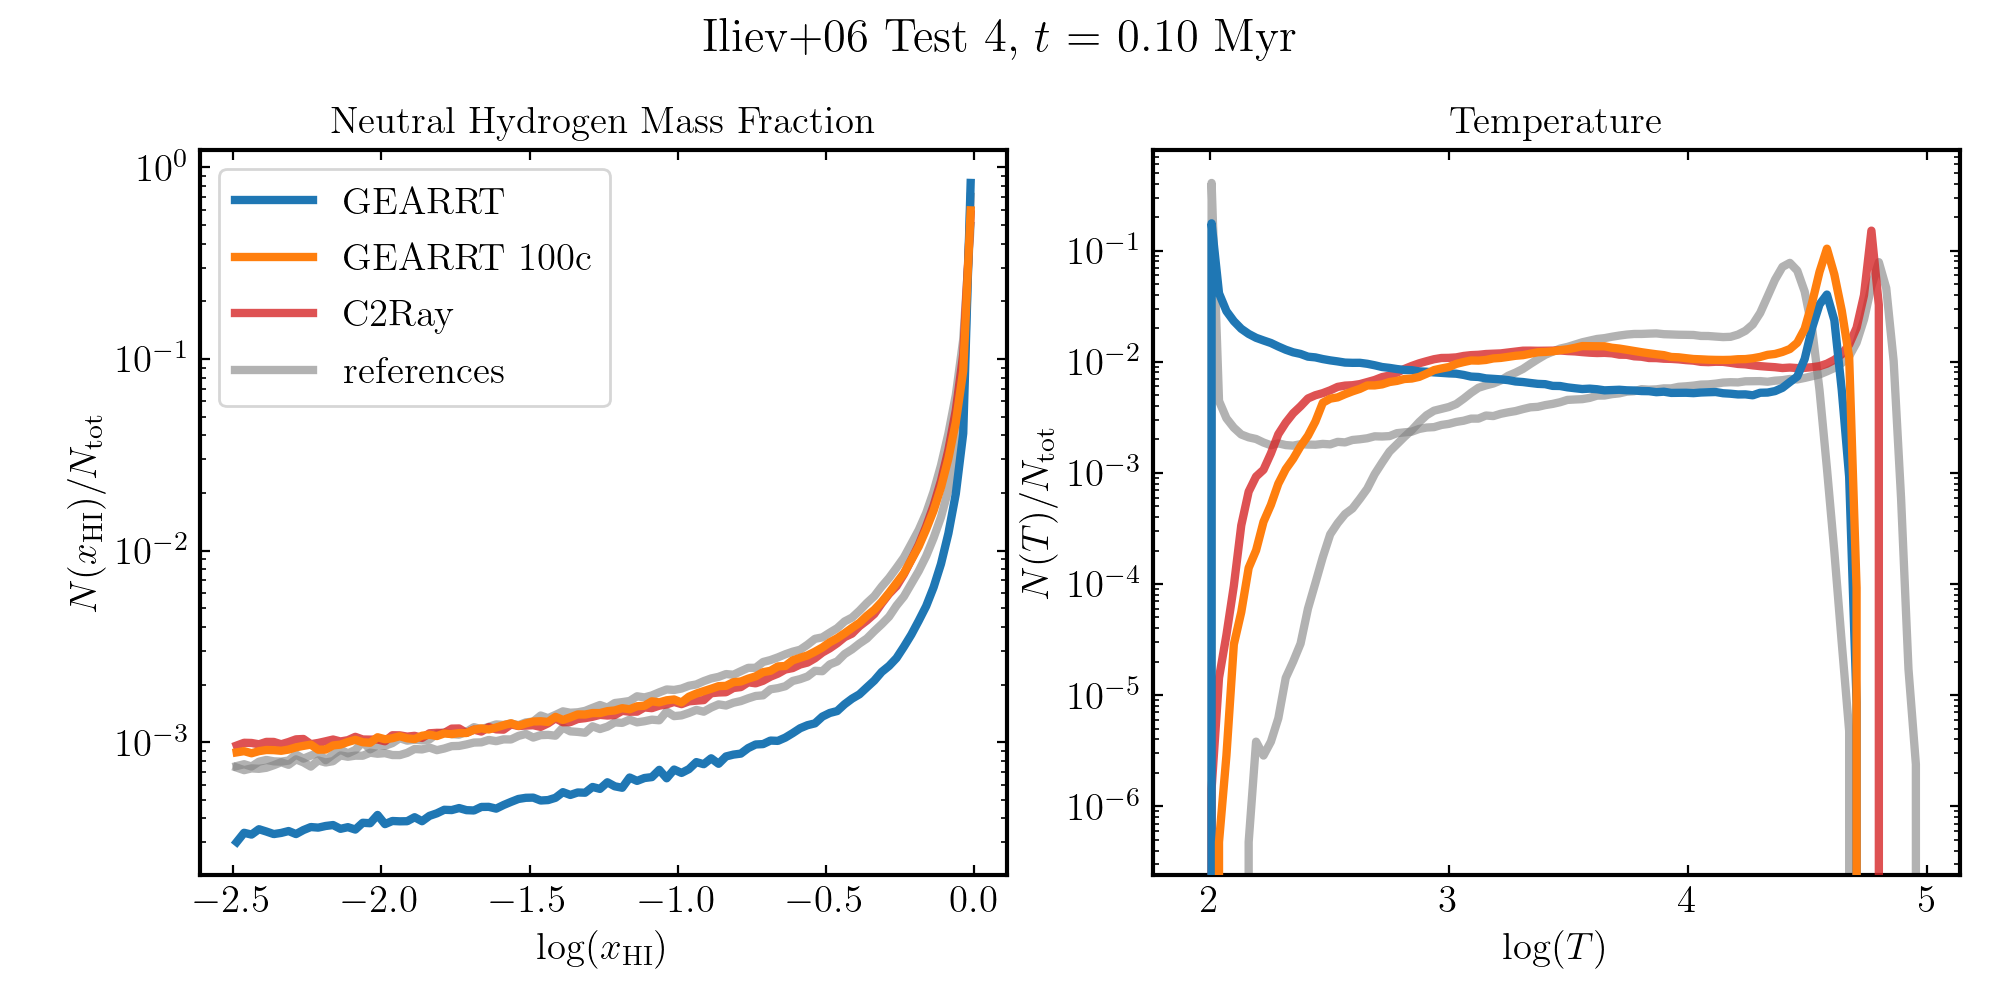 Iliev+06 Test 4, t = 0.10 Myr
Neutral Hydrogen Mass Fraction
10⁰
10⁻¹
10⁻²
10⁻³
N(x_HI)/N_tot
GEARRT
GEARRT 100c
C2Ray
references
−2.5 −2.0 −1.5 −1.0 −0.5 0.0
log(x_HI)
Temperature
10⁻¹
10⁻²
10⁻³
10⁻⁴
10⁻⁵
10⁻⁶
N(T)/N_tot
2 3 4 5
log(T)